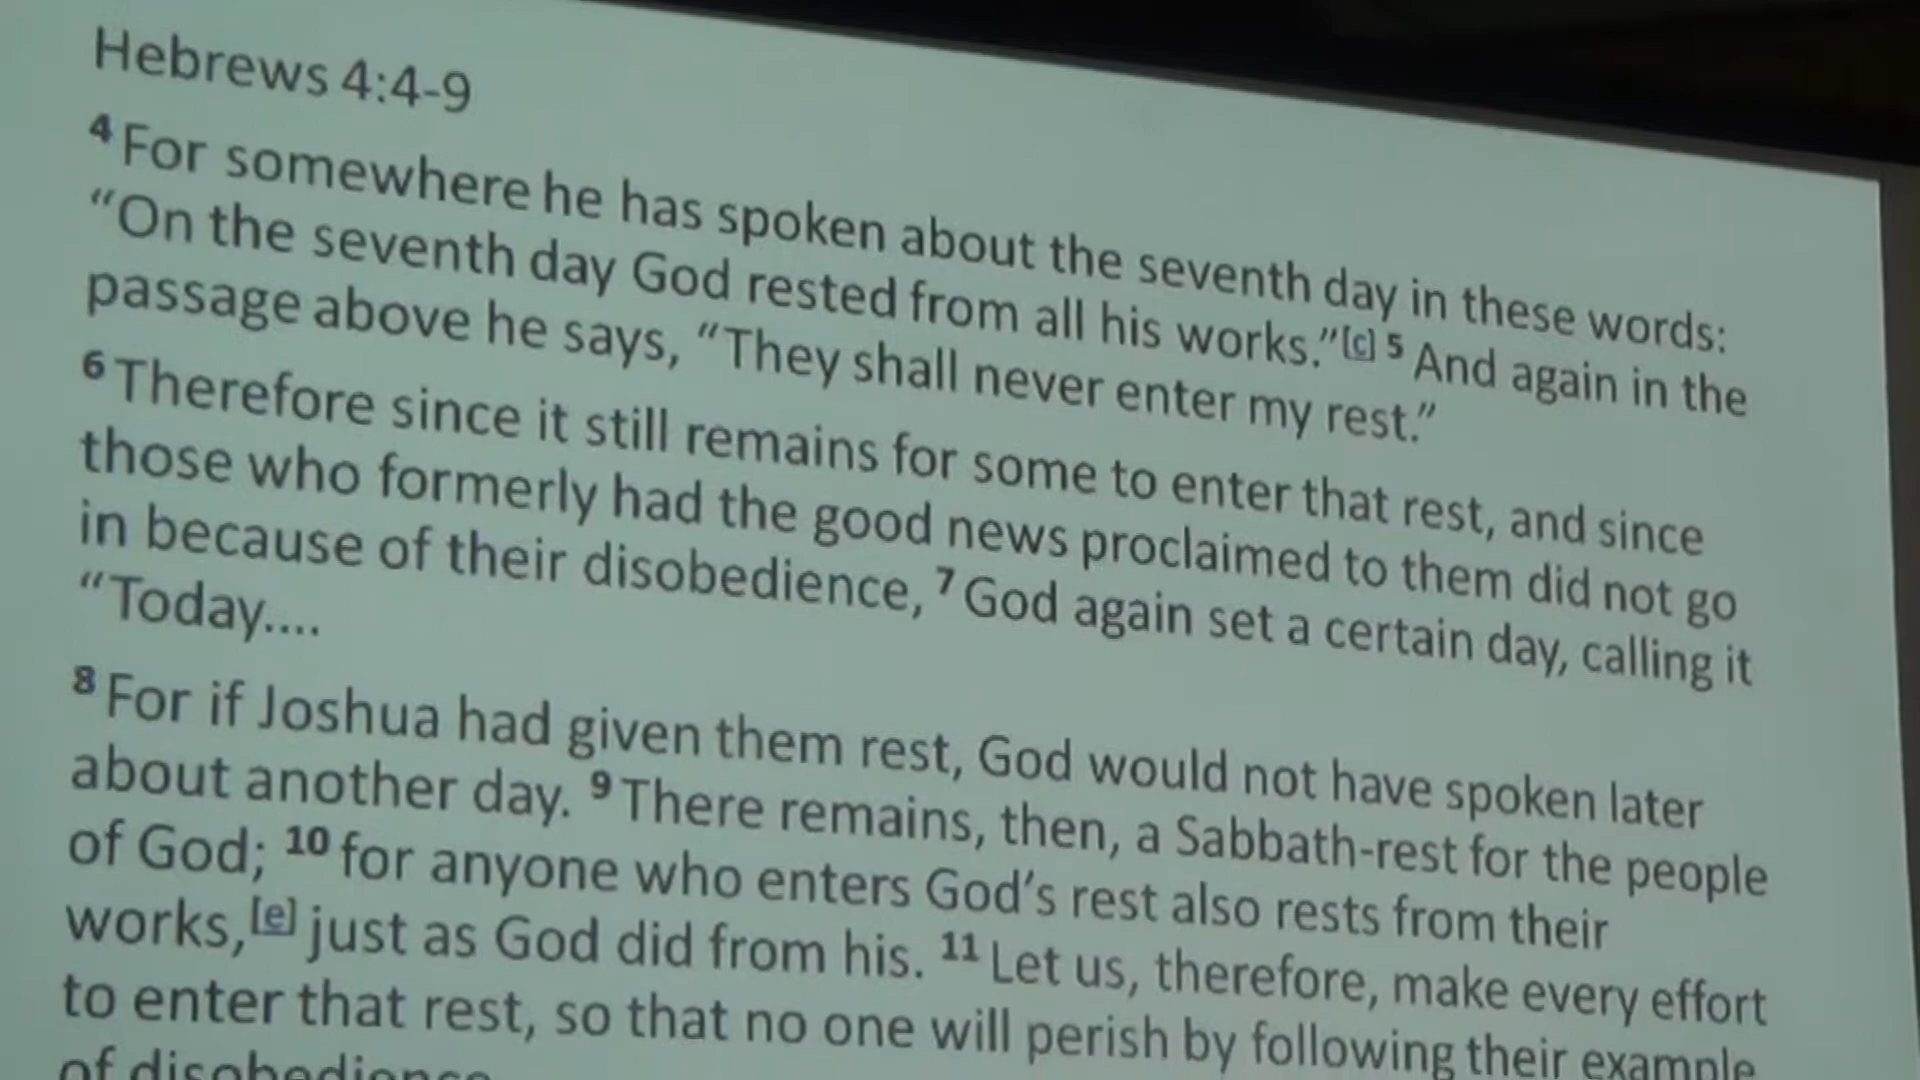 Hebrews 4:4-9
4 For somewhere he has spoken about the seventh day in these words:
“On the seventh day God rested from all his works.”[c] 5 And again in the
passage above he says, “They shall never enter my rest.”
6 Therefore since it still remains for some to enter that rest, and since
those who formerly had the good news proclaimed to them did not go
in because of their disobedience, 7 God again set a certain day, calling it
“Today....
8 For if Joshua had given them rest, God would not have spoken later
about another day. 9 There remains, then, a Sabbath-rest for the people
of God; 10 for anyone who enters God’s rest also rests from their
works,[e] just as God did from his. 11 Let us, therefore, make every effort
to enter that rest, so that no one will perish by following their example
of disobedience